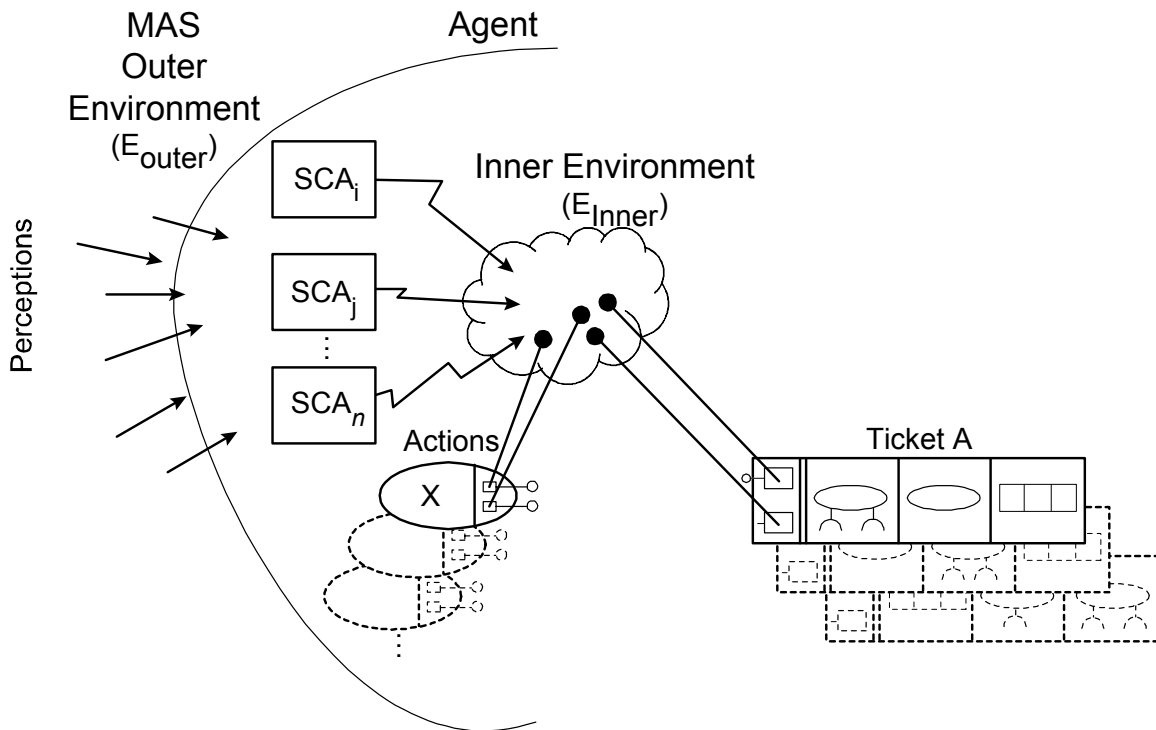 MAS
Outer
Environment
(E_outer)
Agent
Perceptions
SCA_i
SCA_j
⋮
SCA_n
Inner Environment
(E_Inner)
Actions
X
⋮
Ticket A